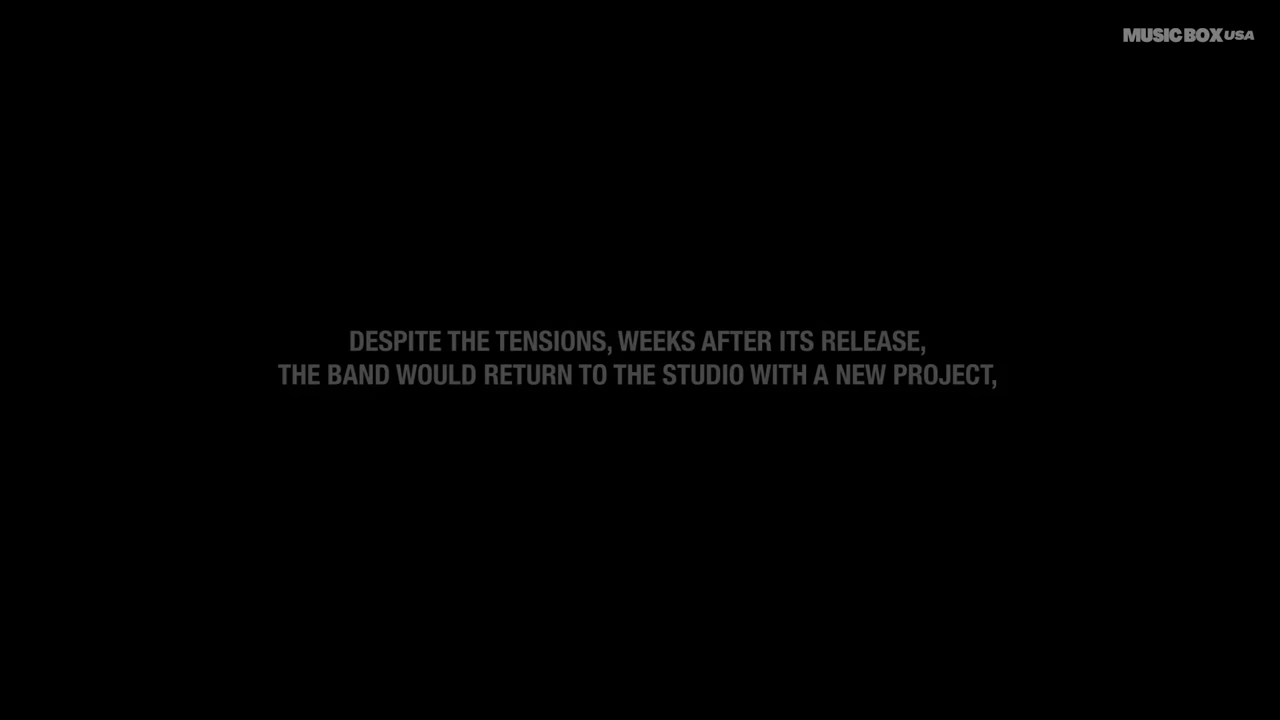 MUSIC BOX USA
DESPITE THE TENSIONS, WEEKS AFTER ITS RELEASE,
THE BAND WOULD RETURN TO THE STUDIO WITH A NEW PROJECT,